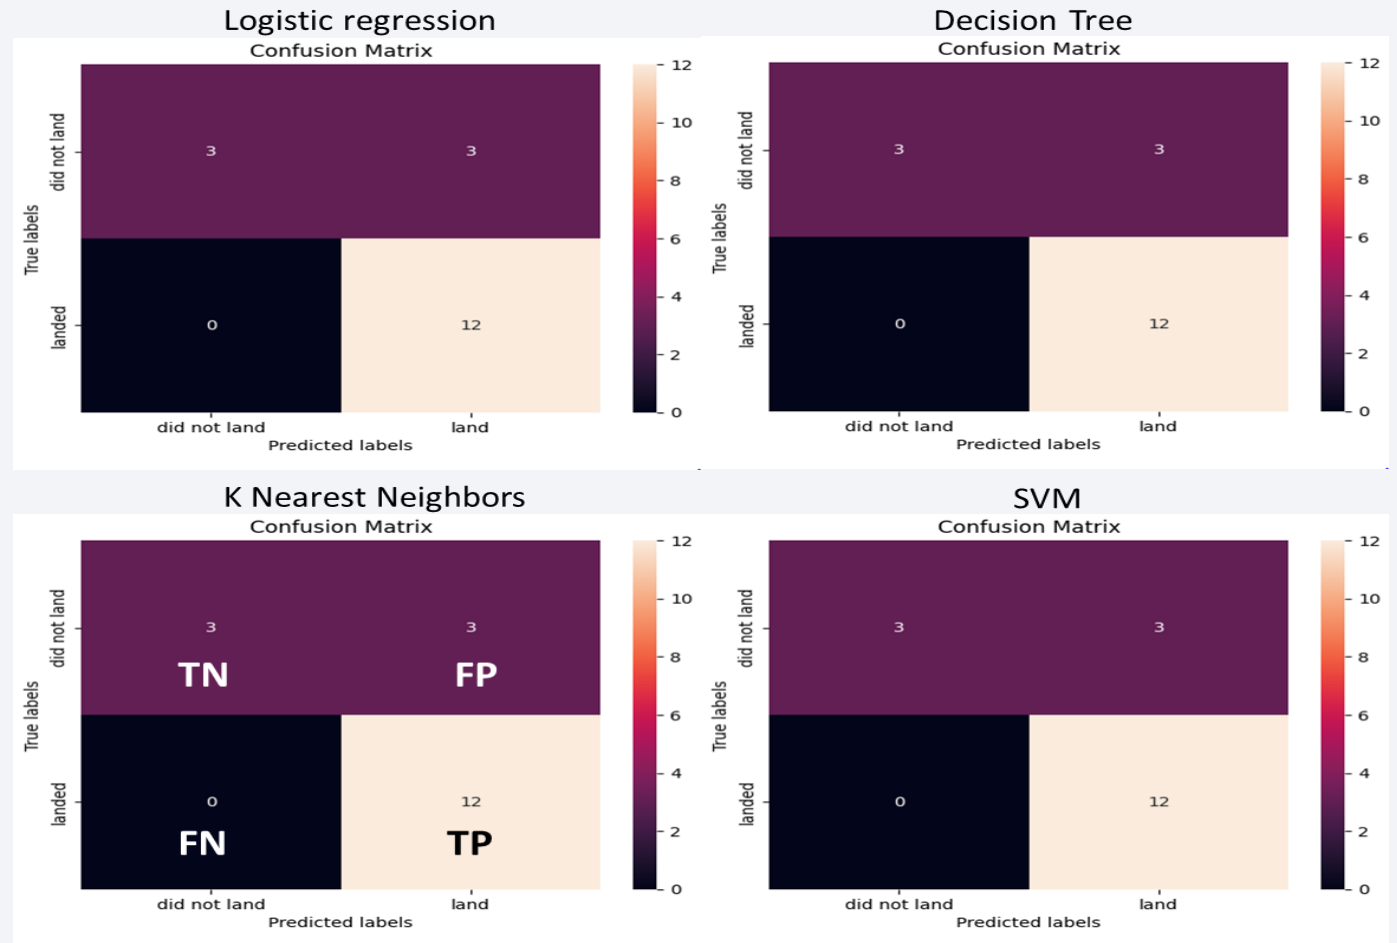 Logistic regression
Confusion Matrix
True labels
did not land
landed
3 3
0 12
did not land land
Predicted labels
12
10
8
6
4
2
0
Decision Tree
Confusion Matrix
True labels
did not land
landed
3 3
0 12
did not land land
Predicted labels
12
10
8
6
4
2
0
K Nearest Neighbors
Confusion Matrix
True labels
did not land
landed
3 3
TN FP
0 12
FN TP
did not land land
Predicted labels
12
10
8
6
4
2
0
SVM
Confusion Matrix
True labels
did not land
landed
3 3
0 12
did not land land
Predicted labels
12
10
8
6
4
2
0